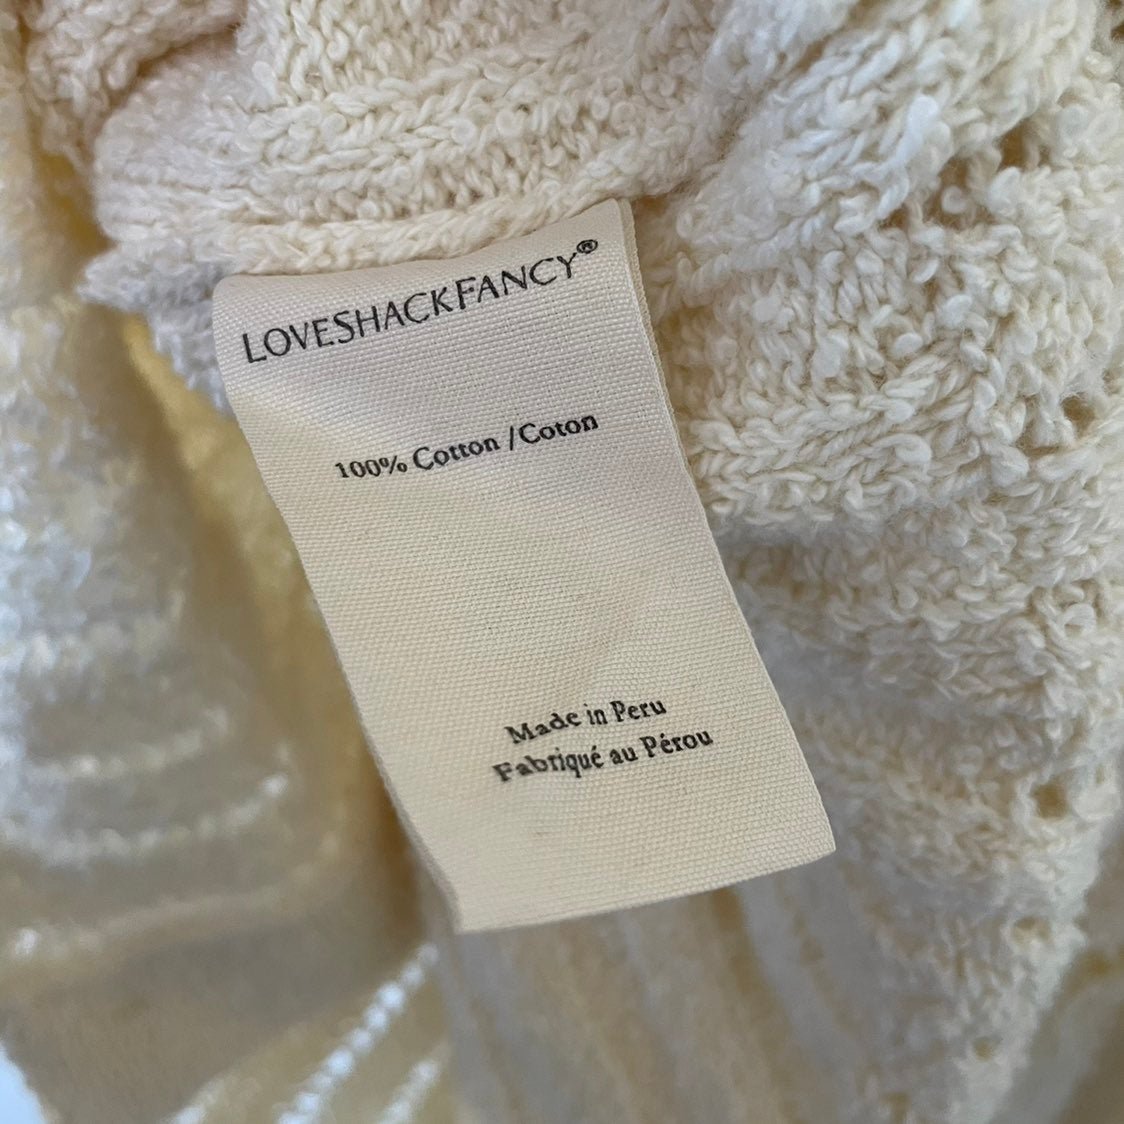 LOVESHACKFANCY®
100% Cotton /Coton
Made in Peru
Fabriqué au Pérou